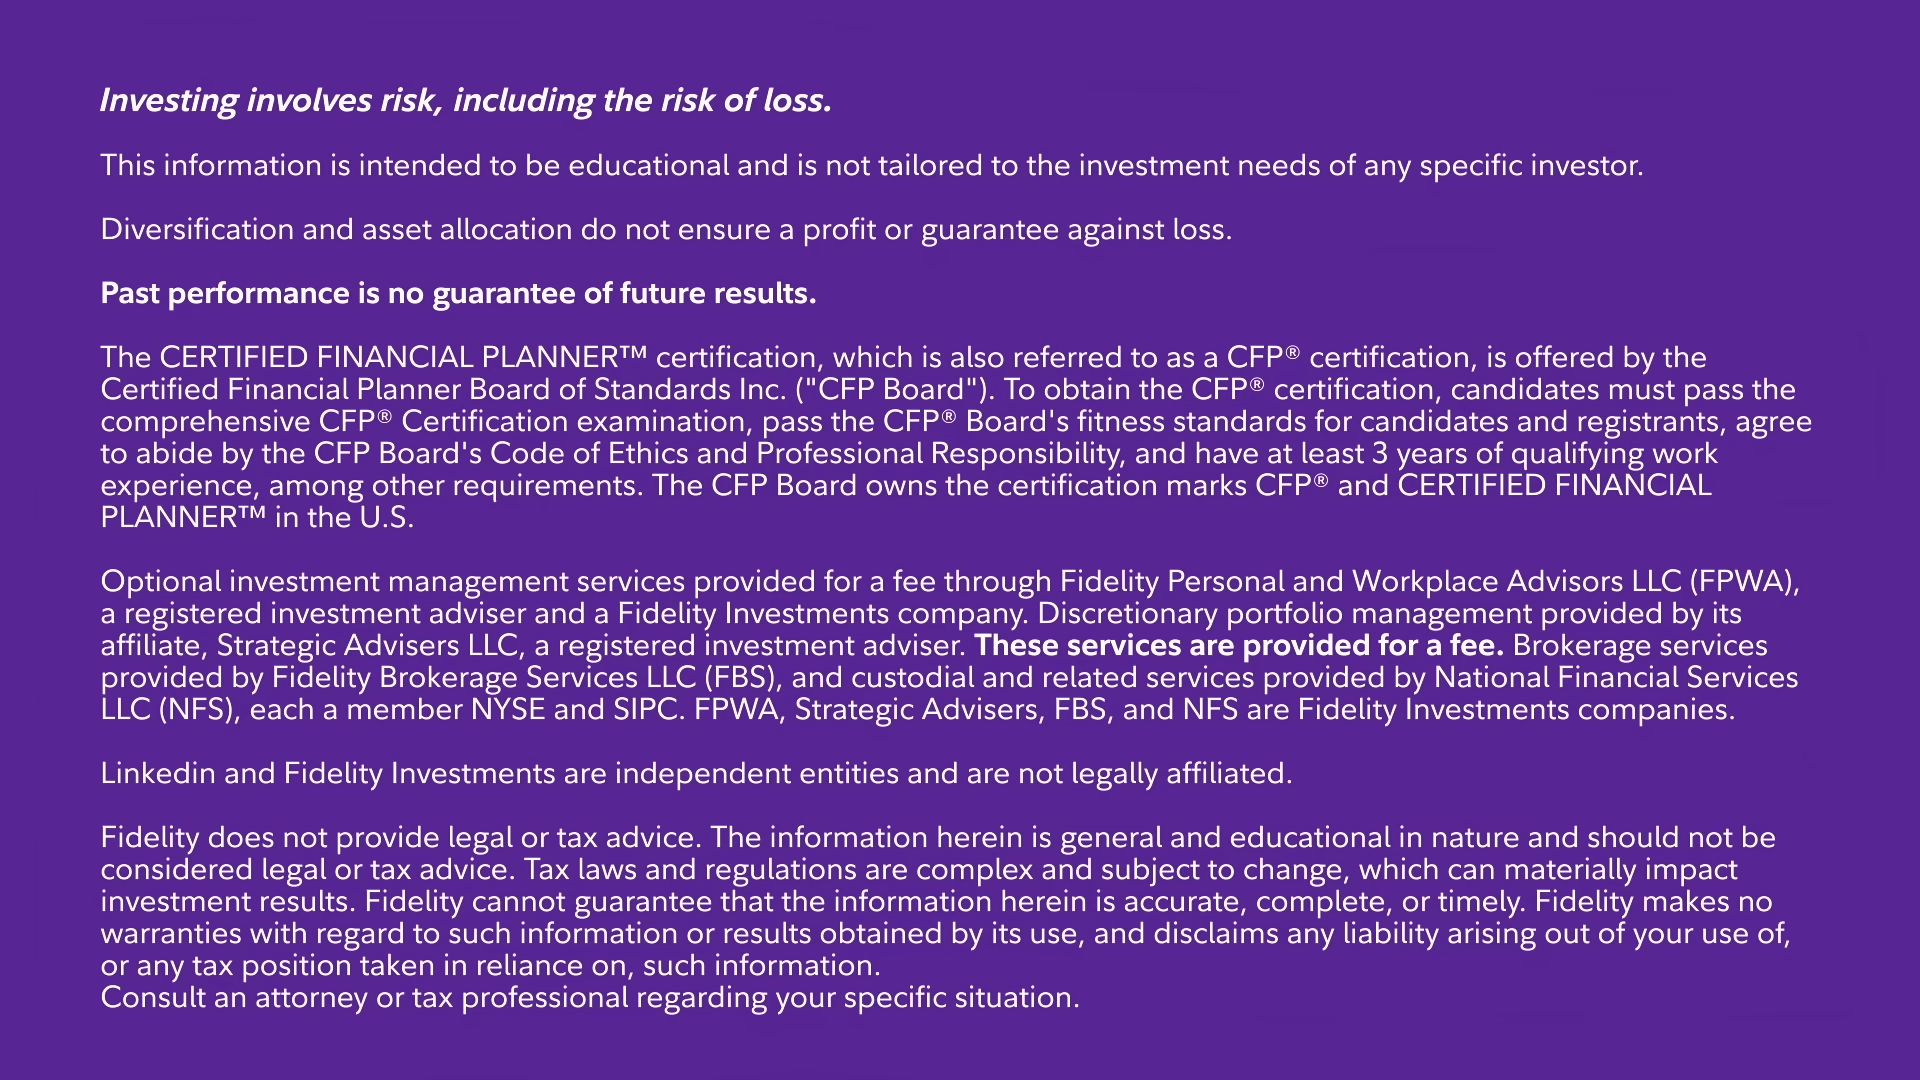 Investing involves risk, including the risk of loss.
This information is intended to be educational and is not tailored to the investment needs of any specific investor.
Diversification and asset allocation do not ensure a profit or guarantee against loss.
Past performance is no guarantee of future results.
The CERTIFIED FINANCIAL PLANNER™ certification, which is also referred to as a CFP® certification, is offered by the
Certified Financial Planner Board of Standards Inc. ("CFP Board"). To obtain the CFP® certification, candidates must pass the
comprehensive CFP® Certification examination, pass the CFP® Board's fitness standards for candidates and registrants, agree
to abide by the CFP Board's Code of Ethics and Professional Responsibility, and have at least 3 years of qualifying work
experience, among other requirements. The CFP Board owns the certification marks CFP® and CERTIFIED FINANCIAL
PLANNER™ in the U.S.
Optional investment management services provided for a fee through Fidelity Personal and Workplace Advisors LLC (FPWA),
a registered investment adviser and a Fidelity Investments company. Discretionary portfolio management provided by its
affiliate, Strategic Advisers LLC, a registered investment adviser. These services are provided for a fee. Brokerage services
provided by Fidelity Brokerage Services LLC (FBS), and custodial and related services provided by National Financial Services
LLC (NFS), each a member NYSE and SIPC. FPWA, Strategic Advisers, FBS, and NFS are Fidelity Investments companies.
Linkedin and Fidelity Investments are independent entities and are not legally affiliated.
Fidelity does not provide legal or tax advice. The information herein is general and educational in nature and should not be
considered legal or tax advice. Tax laws and regulations are complex and subject to change, which can materially impact
investment results. Fidelity cannot guarantee that the information herein is accurate, complete, or timely. Fidelity makes no
warranties with regard to such information or results obtained by its use, and disclaims any liability arising out of your use of,
or any tax position taken in reliance on, such information.
Consult an attorney or tax professional regarding your specific situation.